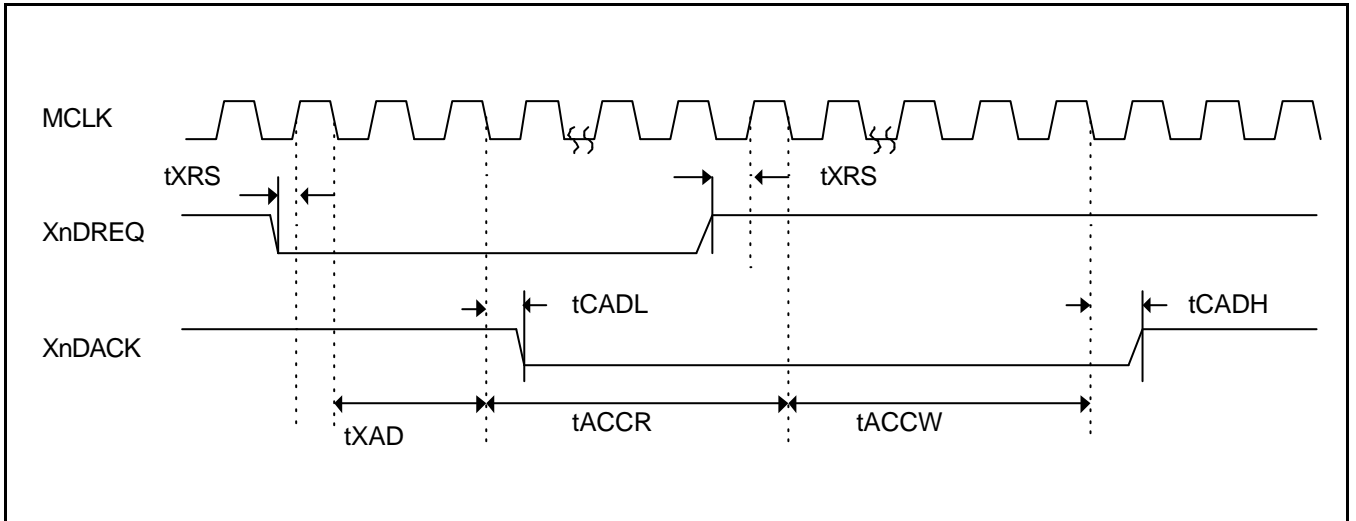 MCLK
tXRS
tXRS
XnDREQ
tCADL
tCADH
XnDACK
tXAD
tACCR
tACCW